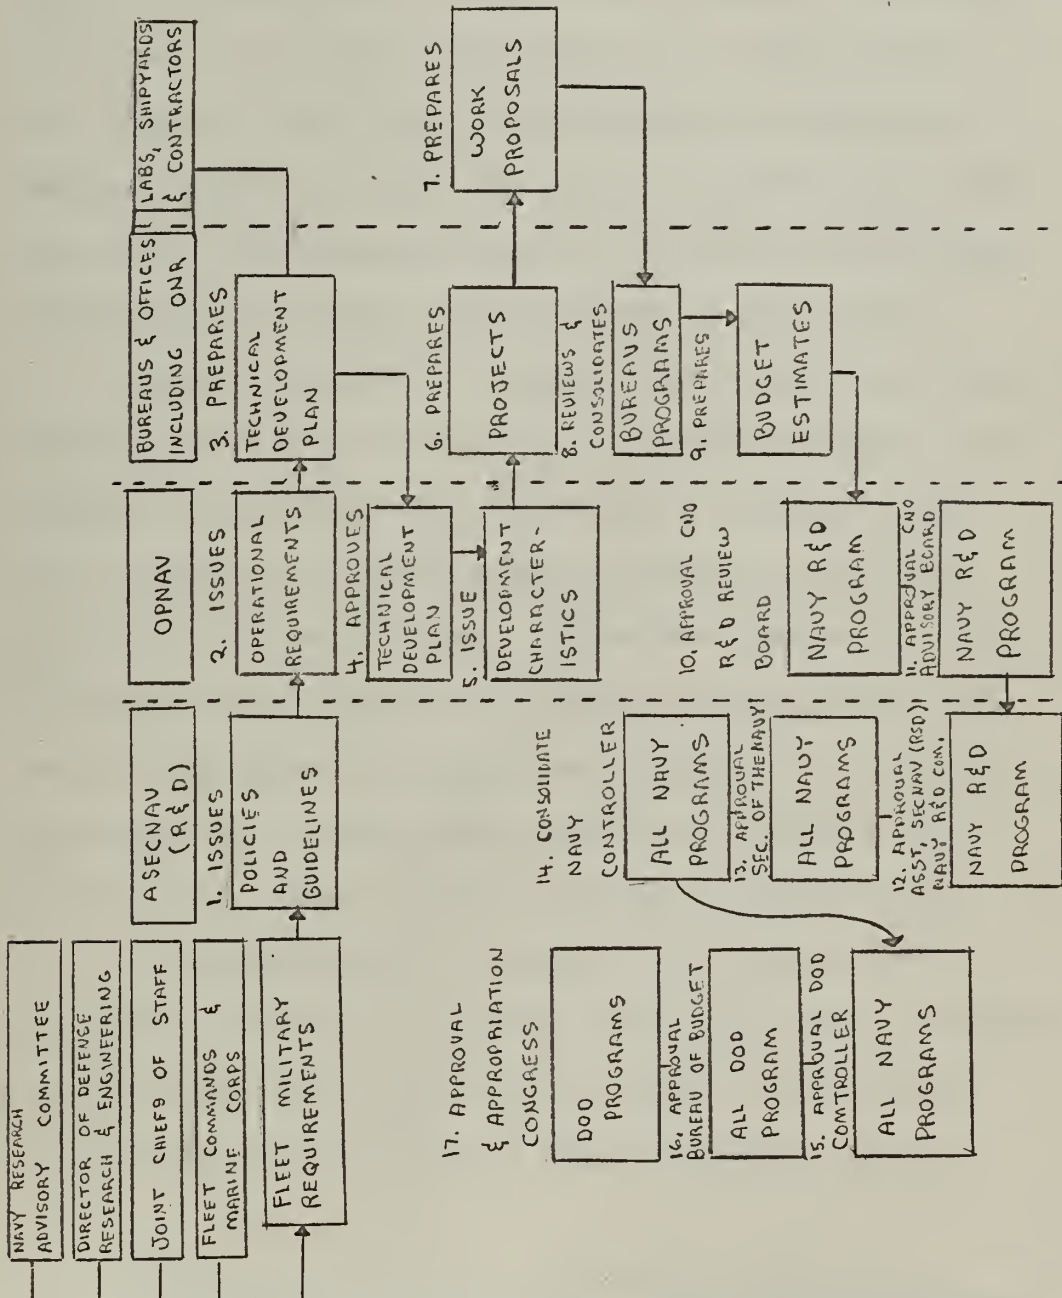 NAVY RESEARCH
ADVISORY COMMITTEE
DIRECTOR OF DEFENSE
RESEARCH & ENGINEERING
JOINT CHIEFS OF STAFF
FLEET COMMANDS &
MARINE CORPS
FLEET MILITARY
REQUIREMENTS
ASECNAV
(R&D)
1. ISSUES
POLICIES
AND
GUIDELINES
OPNAV
2. ISSUES
OPERATIONAL
REQUIREMENTS
BUREAUS & OFFICES
INCLUDING ONR
3. PREPARES
TECHNICAL
DEVELOPMENT
PLAN
LABS, SHIPYARDS
& CONTRACTORS
4. APPROVES
TECHNICAL
DEVELOPMENT
PLAN
5. ISSUE
DEVELOPMENT
CHARACTER-
ISTICS
6. PREPARES
PROJECTS
7. PREPARES
WORK
PROPOSALS
8. REVIEWS &
CONSOLIDATES
BUREAUS
PROGRAMS
9. PREPARES
BUDGET
ESTIMATES
10. APPROVAL CNO
R&D REVIEW
BOARD
NAVY R&D
PROGRAM
11. APPROVAL CNO
ADVISORY BOARD
NAVY R&D
PROGRAM
12. APPROVAL
ASST, SECNAV (RSD)
NAVY R&D COM.
NAVY R&D
PROGRAM
13. APPROVAL
SEC. OF THE NAVY
ALL NAVY
PROGRAMS
14. CONSOLIDATE
NAVY
CONTROLLER
ALL NAVY
PROGRAMS
15. APPROVAL DOD
COMTROLLER
ALL NAVY
PROGRAMS
16. APPROVAL
BUREAU OF BUDGET
ALL DOD
PROGRAM
17. APPROVAL
& APPROPRIATION
CONGRESS
DOD
PROGRAMS